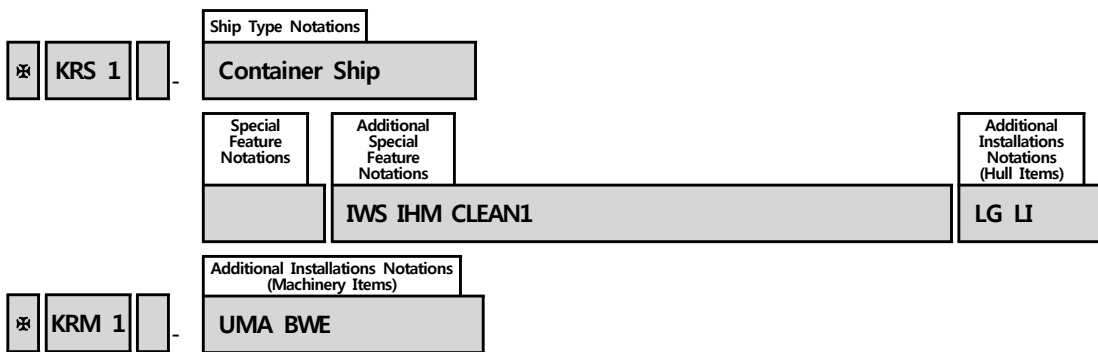 Ship Type Notations
✠ KRS 1 - Container Ship
Special
Feature
Notations
Additional
Special
Feature
Notations
Additional
Installations
Notations
(Hull Items)
IWS IHM CLEAN1
LG LI
Additional Installations Notations
(Machinery Items)
✠ KRM 1 - UMA BWE